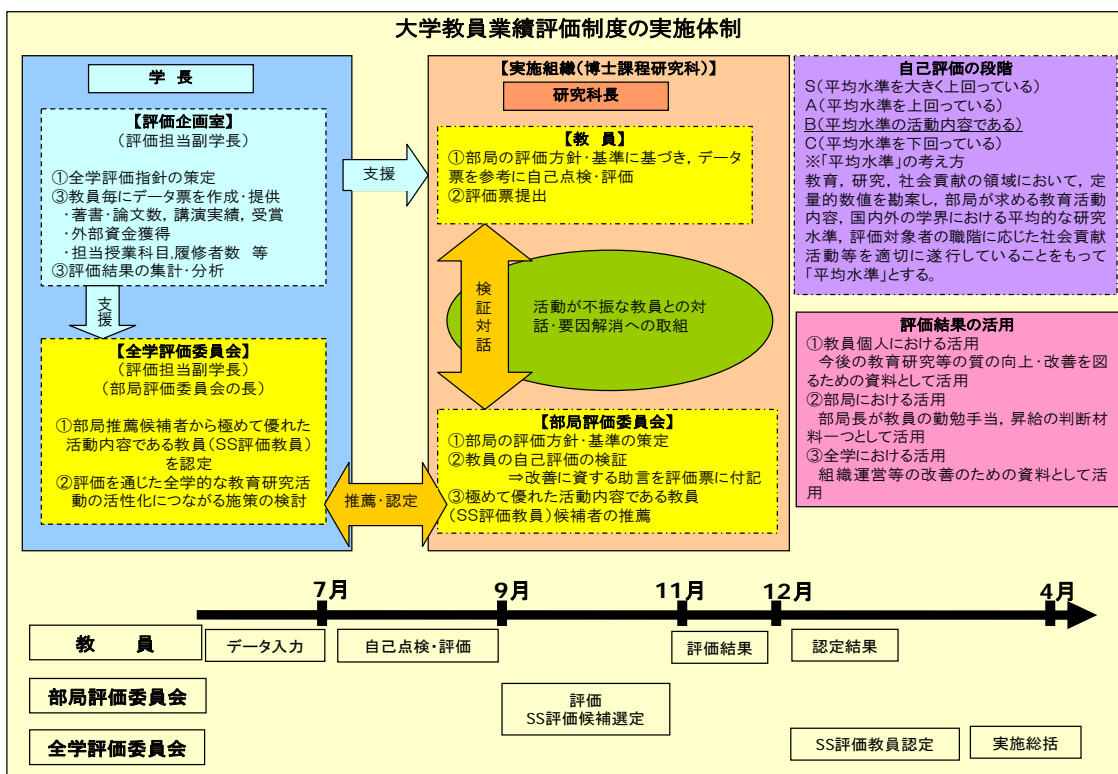 大学教員業績評価制度の実施体制
学 長
【評価企画室】
(評価担当副学長)
①全学評価指針の策定
③教員毎にデータ票を作成・提供
・著書・論文数, 講演実績, 受賞
・外部資金獲得
・担当授業科目,履修者数 等
③評価結果の集計・分析
支援
支援
【全学評価委員会】
(評価担当副学長)
(部局評価委員会の長)
①部局推薦候補者から極めて優れた
活動内容である教員(SS評価教員)
を認定
②評価を通じた全学的な教育研究活
動の活性化につながる施策の検討
推薦・認定
【実施組織(博士課程研究科)】
研究科長
【教 員】
①部局の評価方針・基準に基づき, データ
票を参考に自己点検・評価
②評価票提出
検証対話
活動が不振な教員との対
話・要因解消への取組
【部局評価委員会】
①部局の評価方針・基準の策定
②教員の自己評価の検証
⇒改善に資する助言を評価票に付記
③極めて優れた活動内容である教員
(SS評価教員)候補者の推薦
自己評価の段階
S(平均水準を大きく上回っている)
A(平均水準を上回っている)
B(平均水準の活動内容である)
C(平均水準を下回っている)
※「平均水準」の考え方
教育, 研究, 社会貢献の領域において, 定
量的数値を勘案し, 部局が求める教育活動
内容, 国内外の学界における平均的な研究
水準, 評価対象者の職階に応じた社会貢献
活動等を適切に遂行していることをもって
「平均水準」とする。
評価結果の活用
①教員個人における活用
今後の教育研究等の質の向上・改善を図
るための資料として活用
②部局における活用
部局長が教員の勤勉手当, 昇給の判断材
料一つとして活用
③全学における活用
組織運営等の改善のための資料として活
用
7月 9月 11月 12月 4月
教 員
データ入力
自己点検・評価
評価結果
認定結果
部局評価委員会
評価
SS評価候補選定
全学評価委員会
SS評価教員認定
実施総括